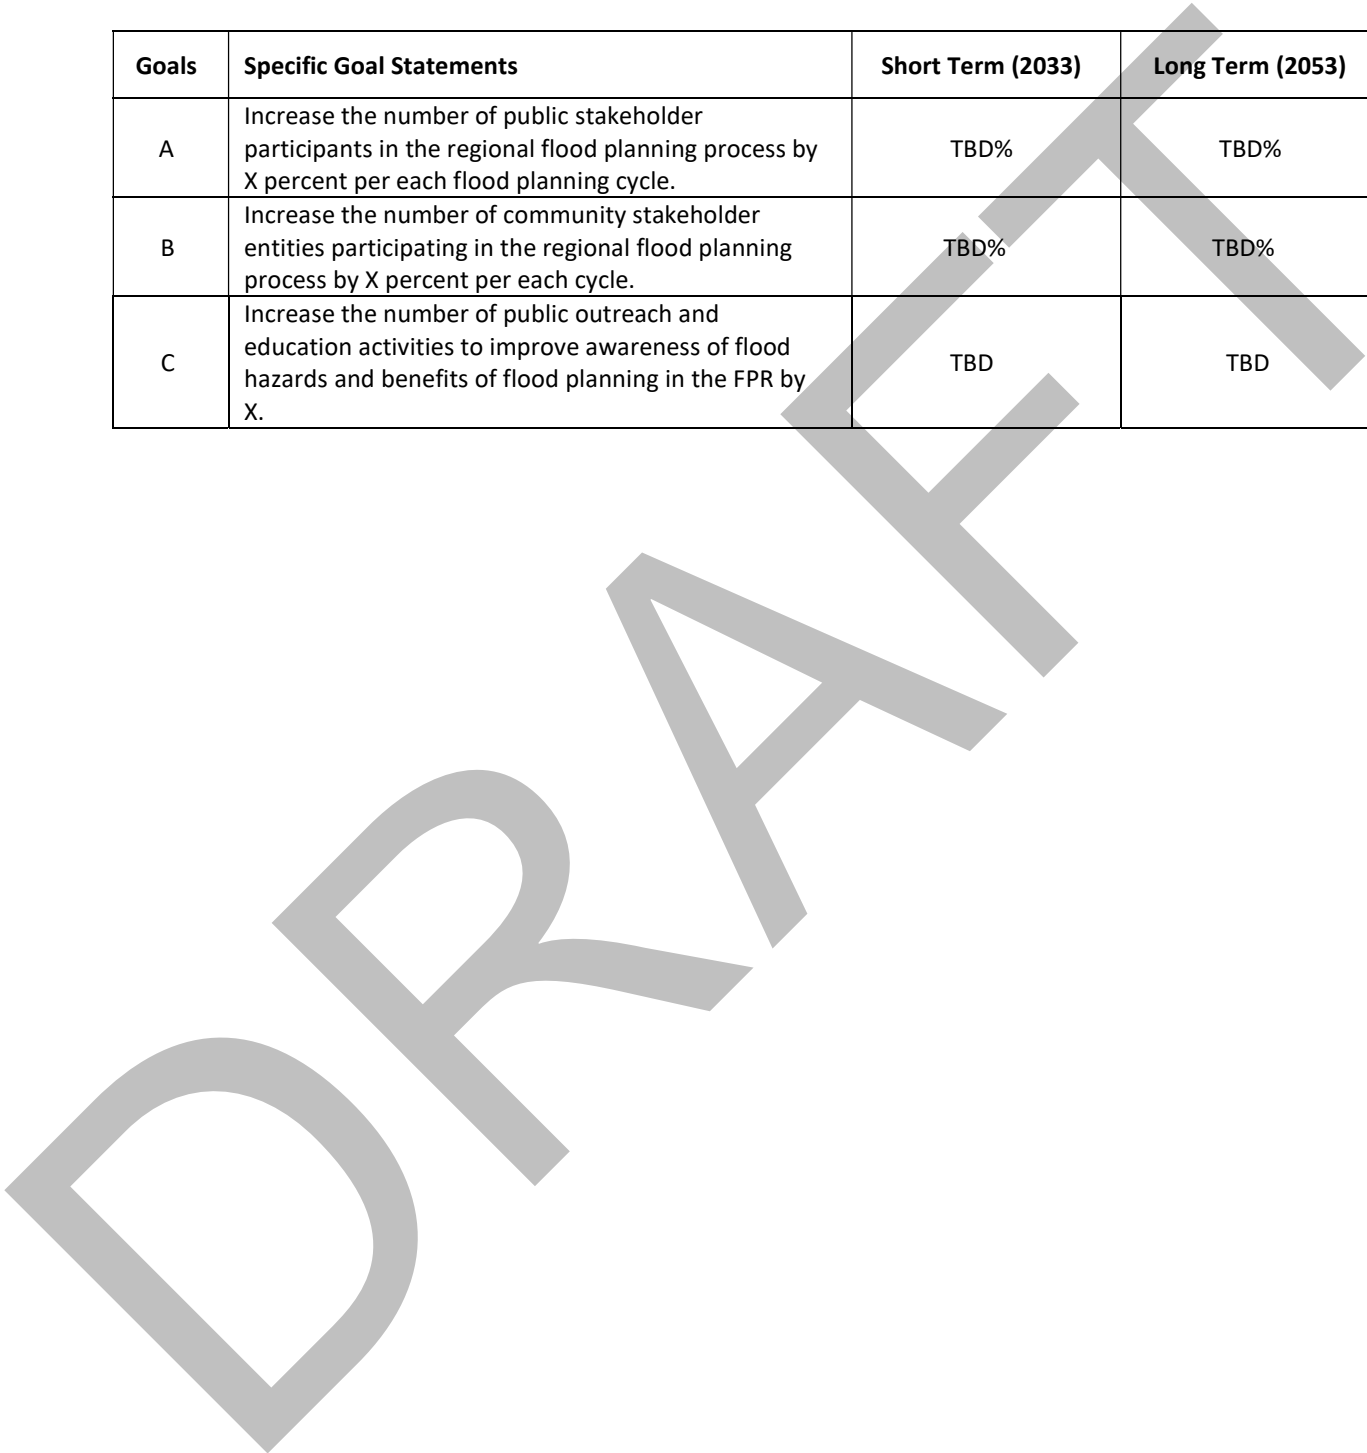 Goals Specific Goal Statements Short Term (2033) Long Term (2053)
Increase the number of public stakeholder
A participants in the regional flood planning process by TBD% TBD%
X percent per each flood planning cycle.
Increase the number of community stakeholder
B entities participating in the regional flood planning TBD% TBD%
process by X percent per each cycle.
Increase the number of public outreach and
education activities to improve awareness of flood
C TBD TBD
hazards and benefits of flood planning in the FPR by
X.
DRAFT